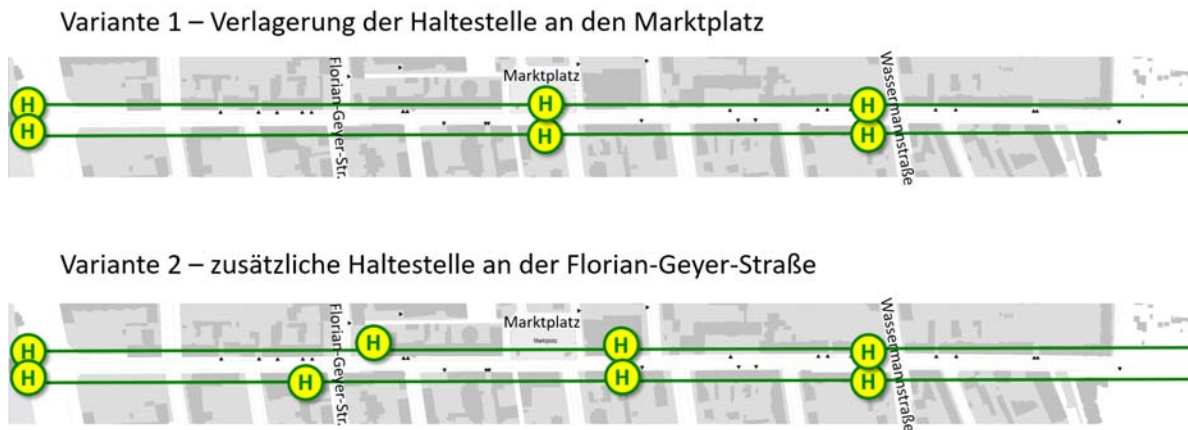 Variante 1 – Verlagerung der Haltestelle an den Marktplatz
Florian-Geyer-Str.
Marktplatz
Wassermannstraße
H
H
H
H
H
H
Variante 2 – zusätzliche Haltestelle an der Florian-Geyer-Straße
Florian-Geyer-Str.
Marktplatz
Marktplatz
Wassermannstraße
H
H
H
H
H
H
H
H